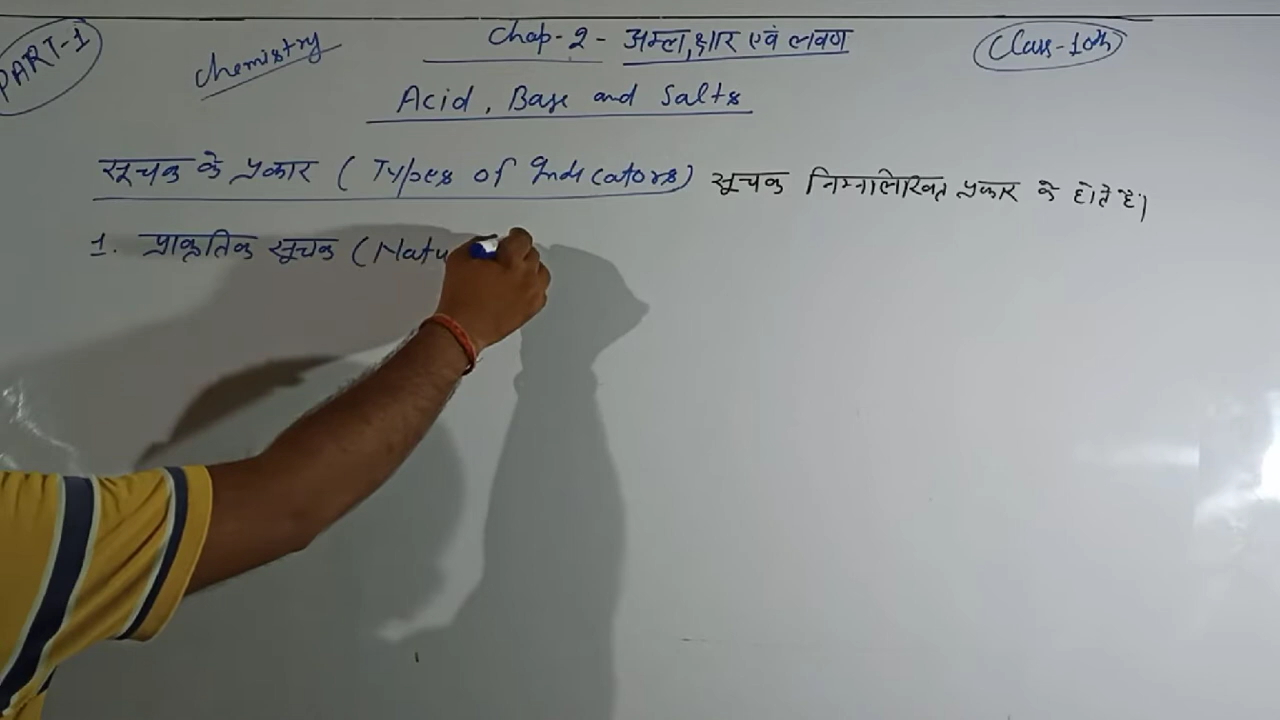 PART-1
Chemistry
Chap-2- अम्ल,क्षार एवं लवण
Class-10th
Acid, Base and Salts
सूचक के प्रकार (Types of Indicators) सूचक निम्नलिखित प्रकार के होते है।
1. प्राकृतिक सूचक (Natu